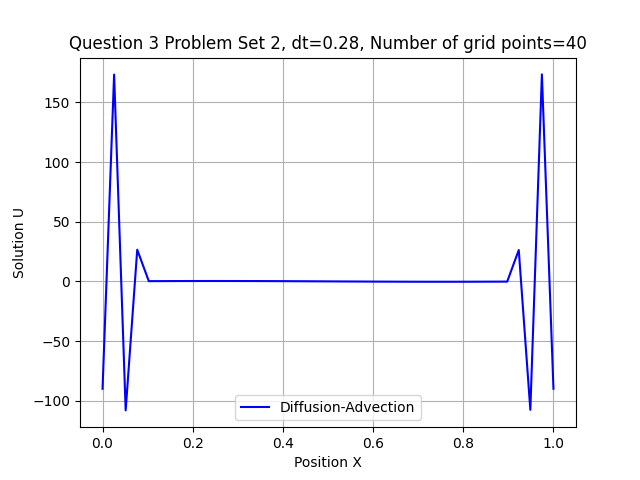 Question 3 Problem Set 2, dt=0.28, Number of grid points=40
150
100
50
0
−50
−100
Solution U
Diffusion-Advection
0.0 0.2 0.4 0.6 0.8 1.0
Position X